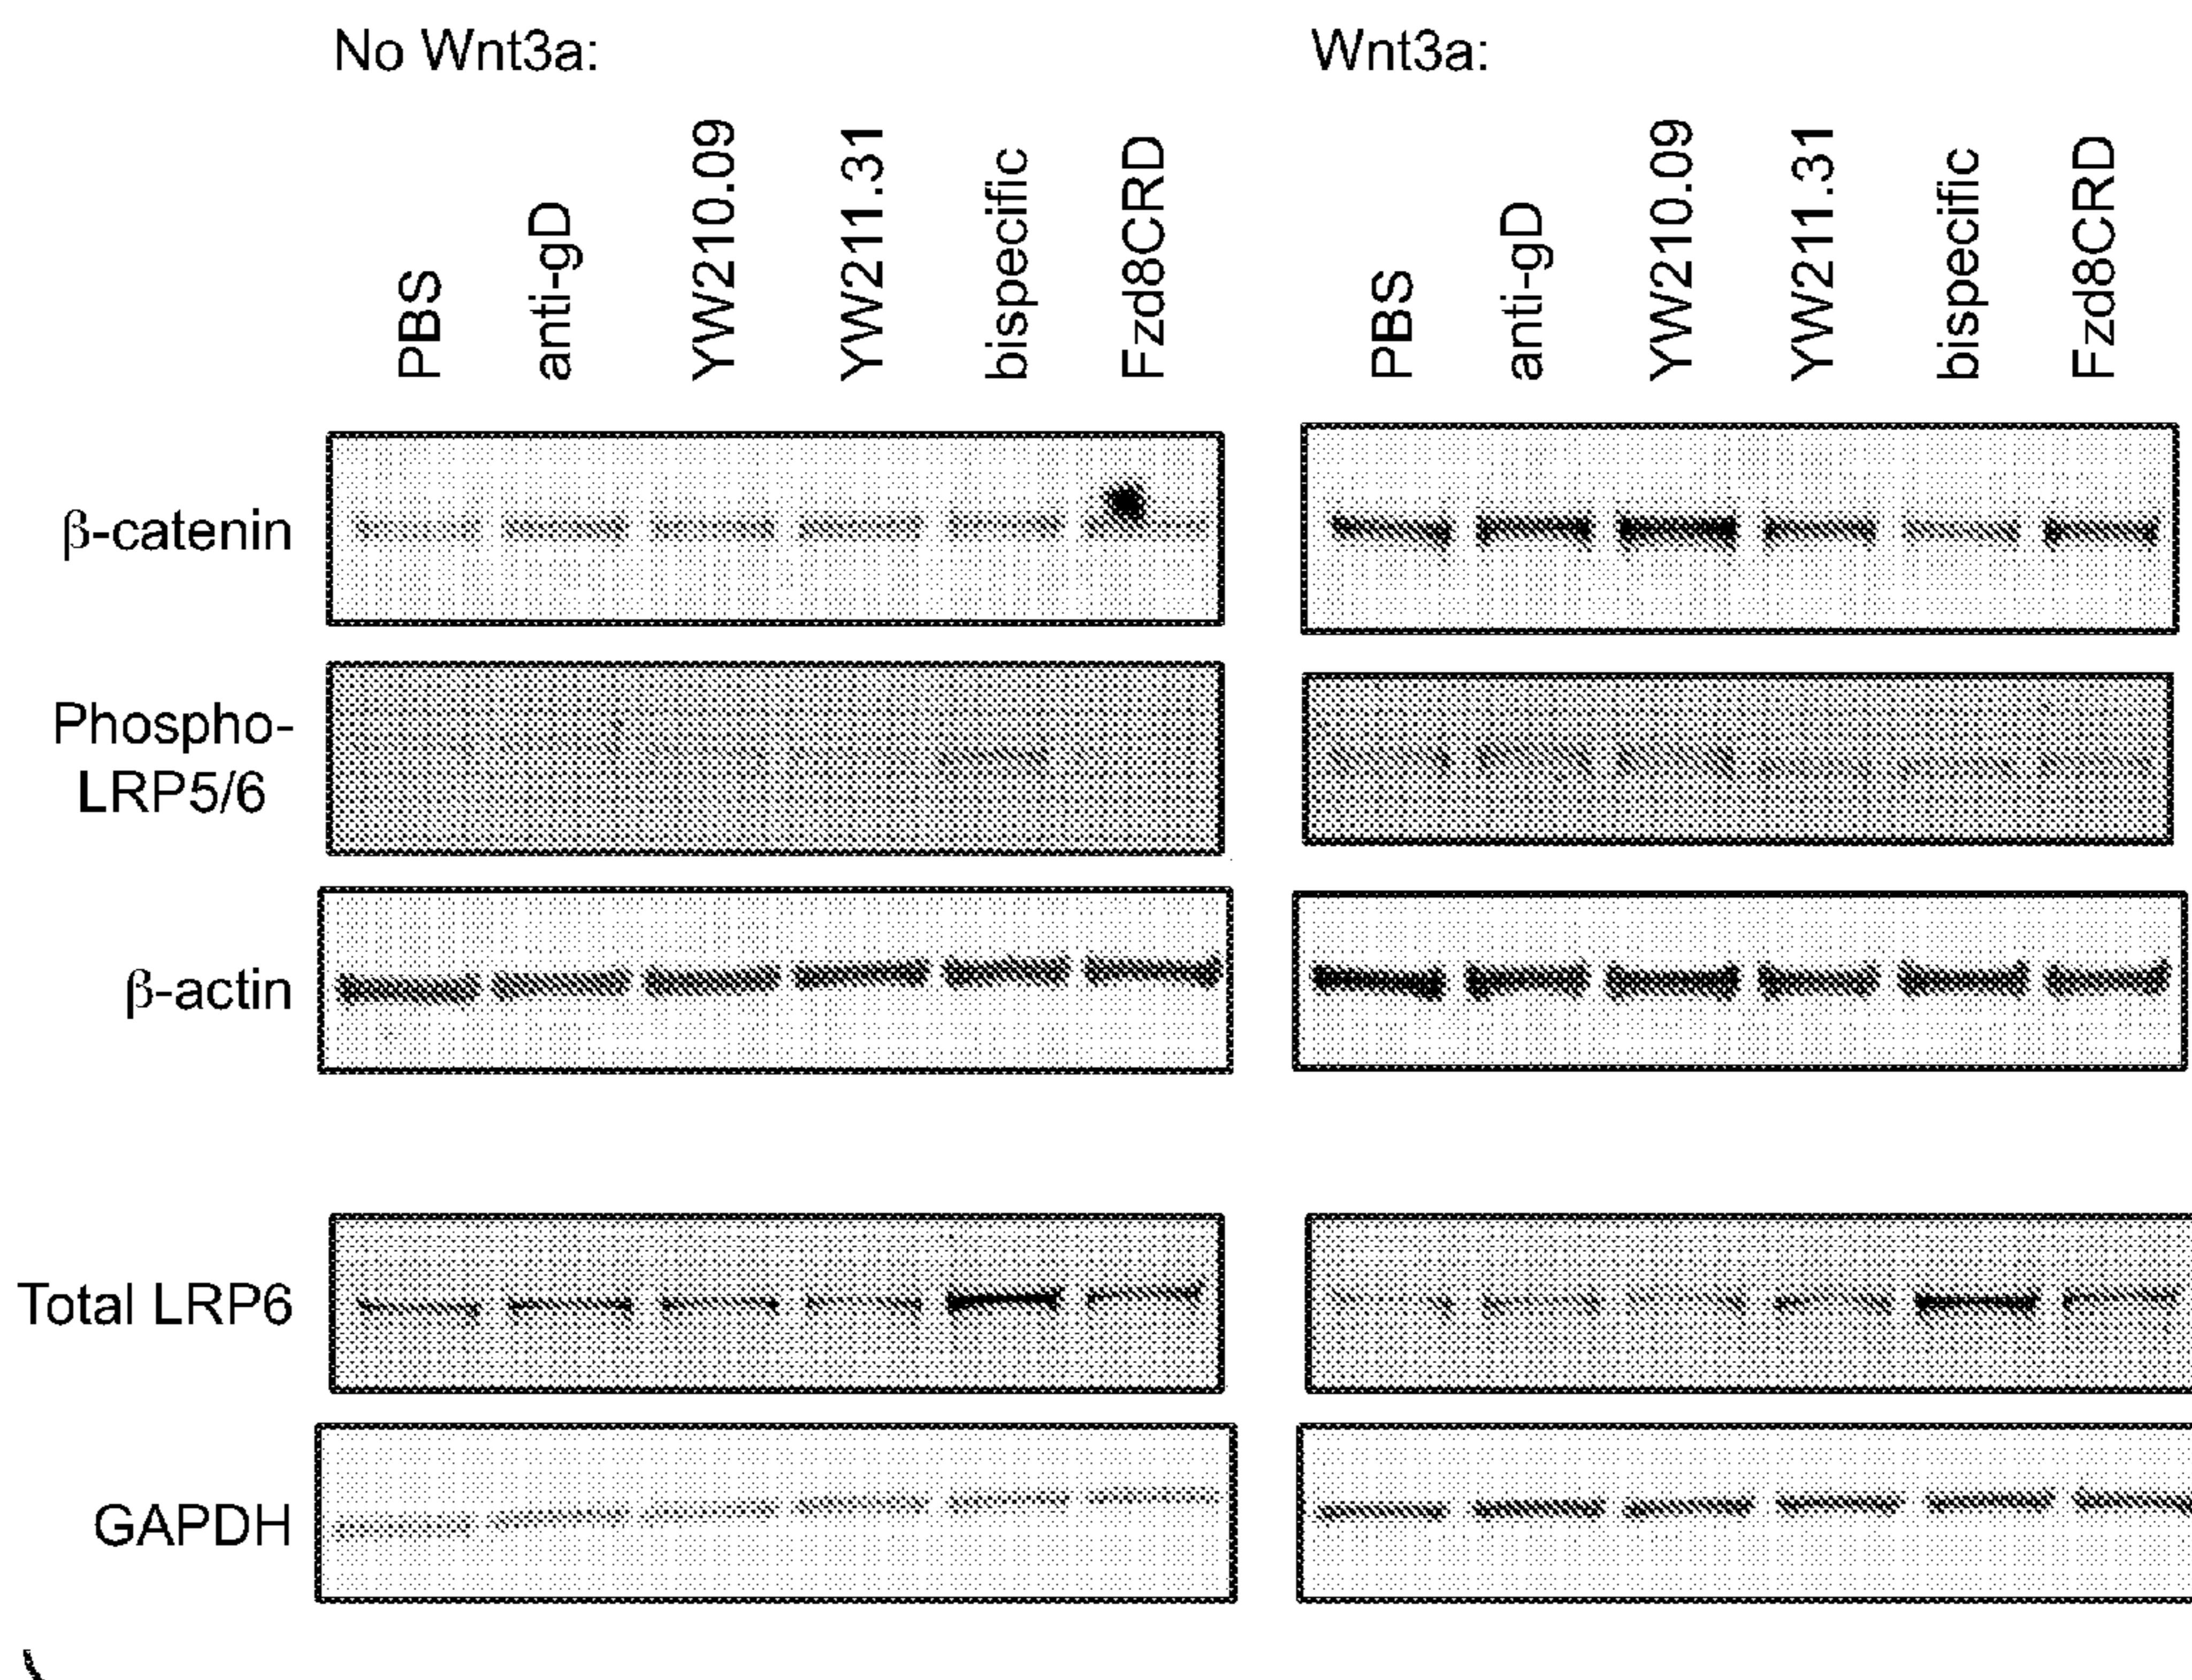 No Wnt3a:
Wnt3a:
PBS
anti-gD
YW210.09
YW211.31
bispecific
Fzd8CRD
PBS
anti-gD
YW210.09
YW211.31
bispecific
Fzd8CRD
β-catenin
Phospho-
LRP5/6
β-actin
Total LRP6
GAPDH